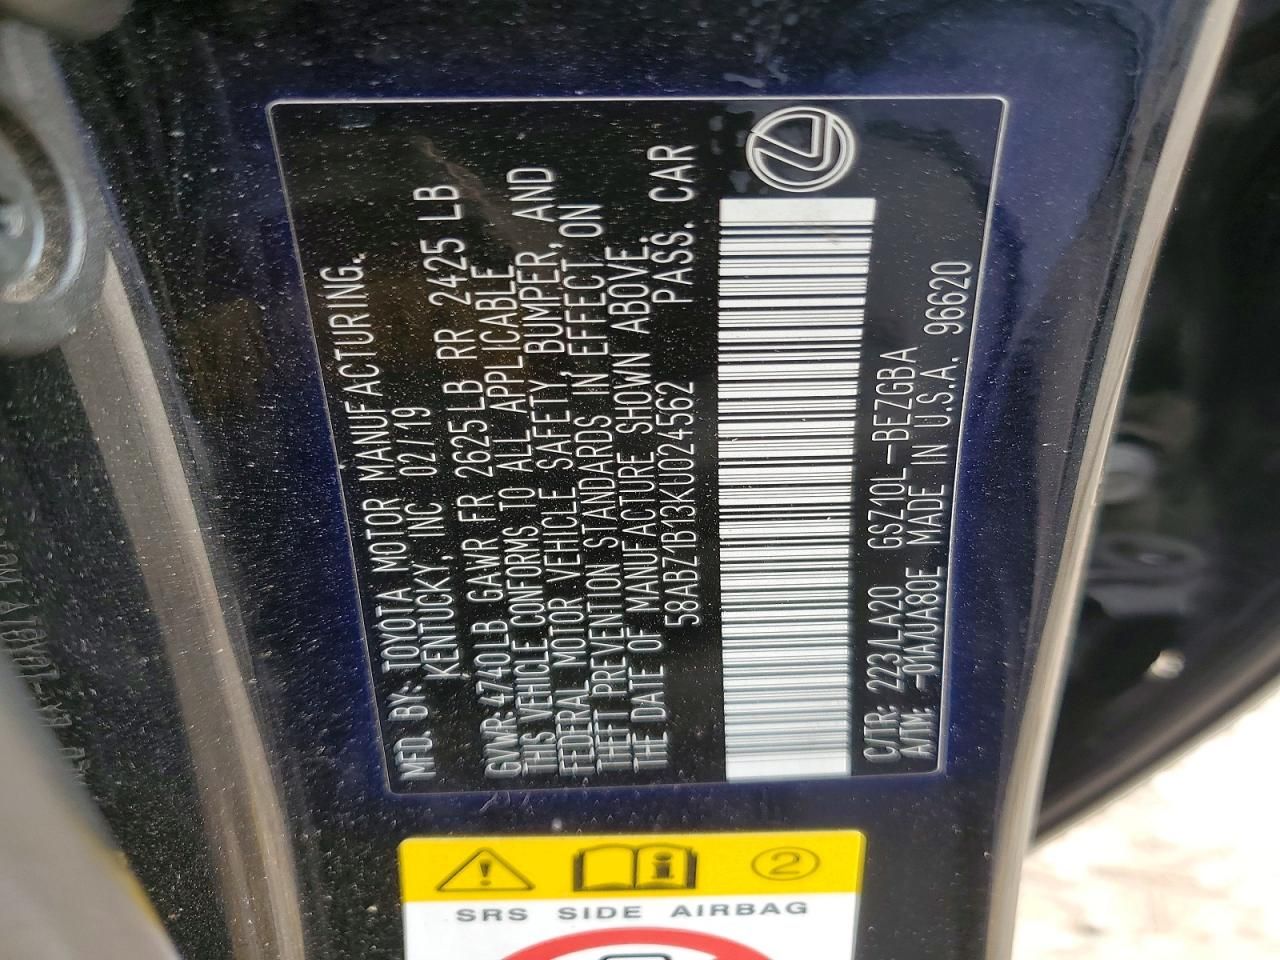 MFD. BY: TOYOTA MOTOR MANUFACTURING,
KENTUCKY, INC 02/19
GVWR:4740LB GAWR FR 2625LB RR 2425 LB
THIS VEHICLE CONFORMS TO ALL APPLICABLE
FEDERAL MOTOR VEHICLE SAFETY, BUMPER, AND
THEFT PREVENTION STANDARDS IN EFFECT ON
THE DATE OF MANUFACTURE SHOWN ABOVE.
58ABZ1B13KU024562 PASS. CAR
C/TR: 223/LA20 GSZ10L-BEZGBA
A/TM: -01A/UA80E MADE IN U.S.A. 96620
2
SRS SIDE AIRBAG